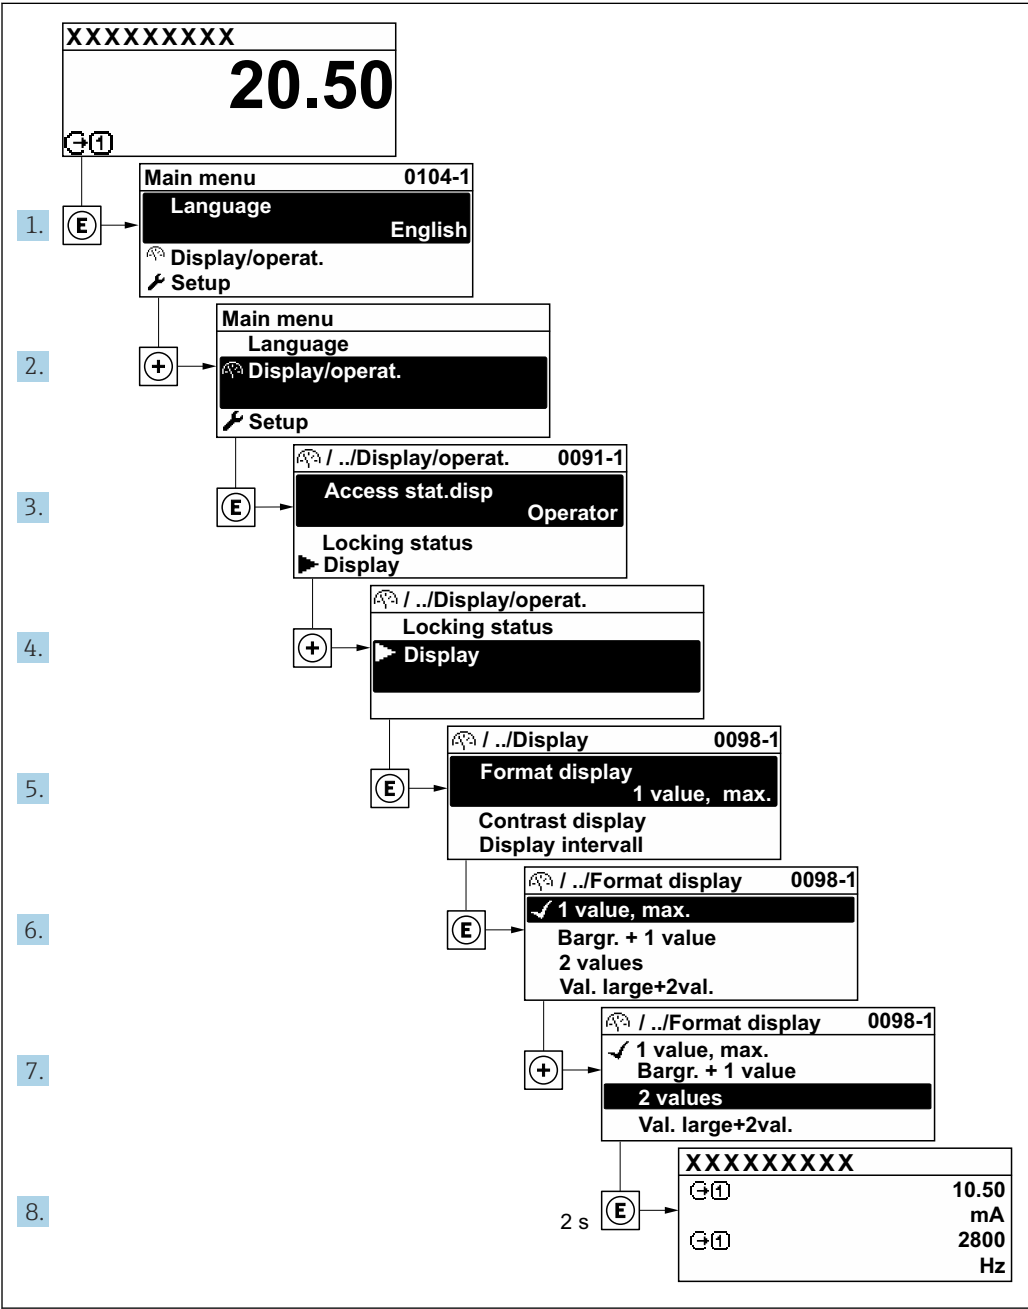 XXXXXXXXX
20.50
1
Main menu 0104-1
Language
English
Display/operat.
Setup
1. E
Main menu
Language
Display/operat.
Setup
2. +
/ ../Display/operat. 0091-1
Access stat.disp
Operator
Locking status
Display
3. E
/ ../Display/operat.
Locking status
Display
4. +
/ ../Display 0098-1
Format display
1 value, max.
Contrast display
Display intervall
5. E
/ ../Format display 0098-1
1 value, max.
Bargr. + 1 value
2 values
Val. large+2val.
6. E
/ ../Format display 0098-1
1 value, max.
Bargr. + 1 value
2 values
Val. large+2val.
7. +
XXXXXXXXX
1 10.50
mA
1 2800
Hz
8. 2 s E